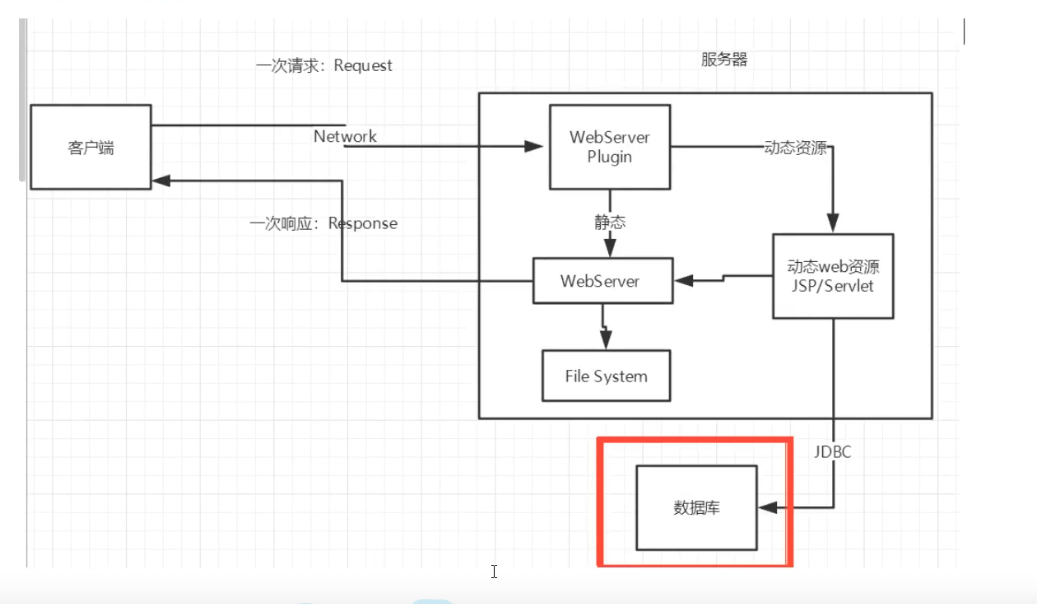 一次请求：Request
服务器
客户端
Network
WebServer
Plugin
动态资源
一次响应：Response
静态
WebServer
动态web资源
JSP/Servlet
File System
JDBC
数据库